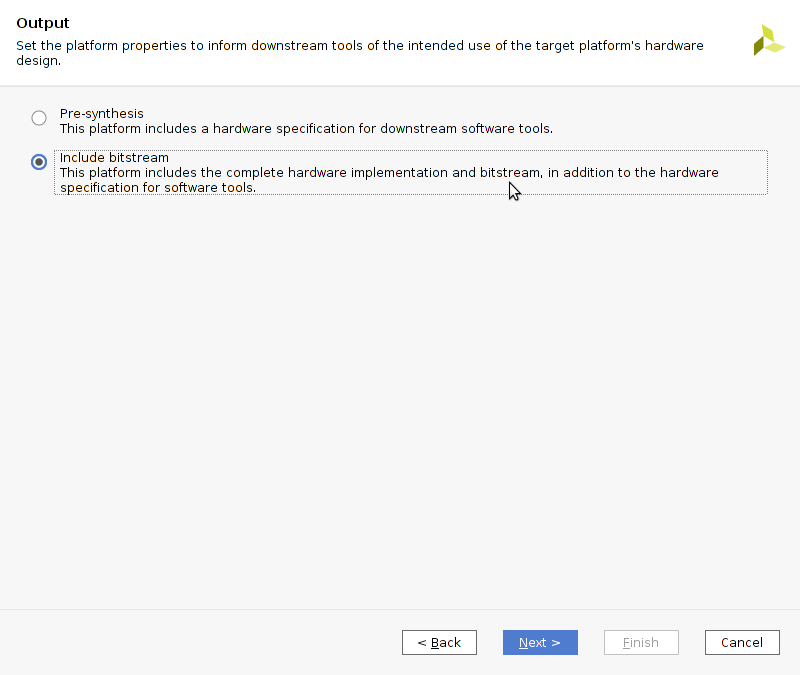 Output
Set the platform properties to inform downstream tools of the intended use of the target platform's hardware
design.
Pre-synthesis
This platform includes a hardware specification for downstream software tools.
Include bitstream
This platform includes the complete hardware implementation and bitstream, in addition to the hardware
specification for software tools.
< Back
Next >
Finish
Cancel